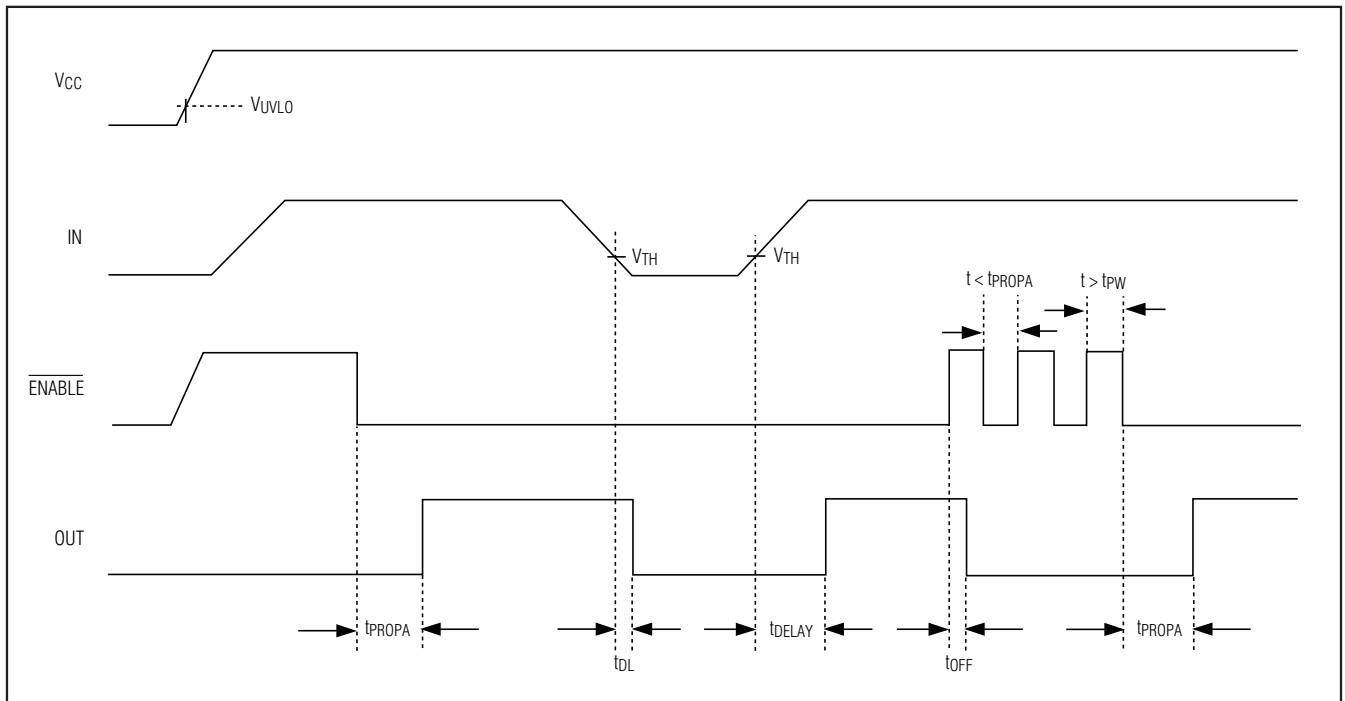 VCC
VUVLO
IN
VTH
VTH
t < tPROPA
t > tPW
ENABLE
OUT
tPROPA
tDL
tDELAY
tOFF
tPROPA